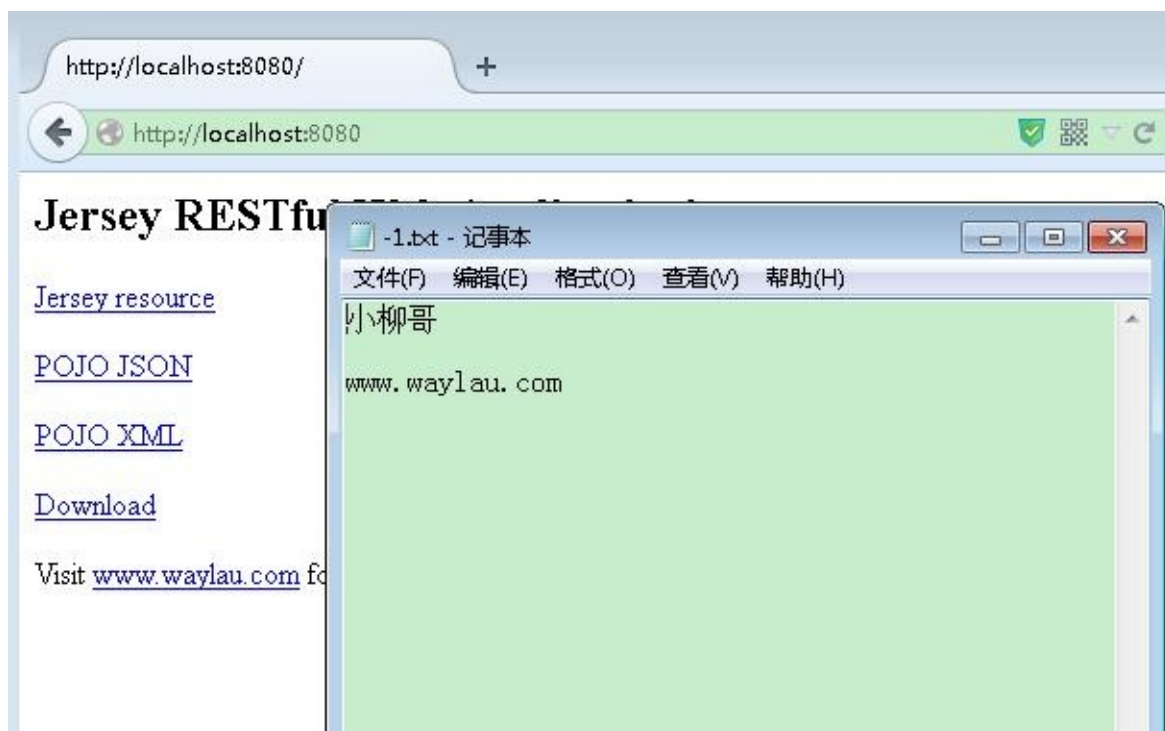 http://localhost:8080/
http://localhost:8080
Jersey RESTfu
Jersey resource
POJO JSON
POJO XML
Download
Visit www.waylau.com fo
-1.txt - 记事本
文件(F) 编辑(E) 格式(O) 查看(V) 帮助(H)
小柳哥
www.waylau.com